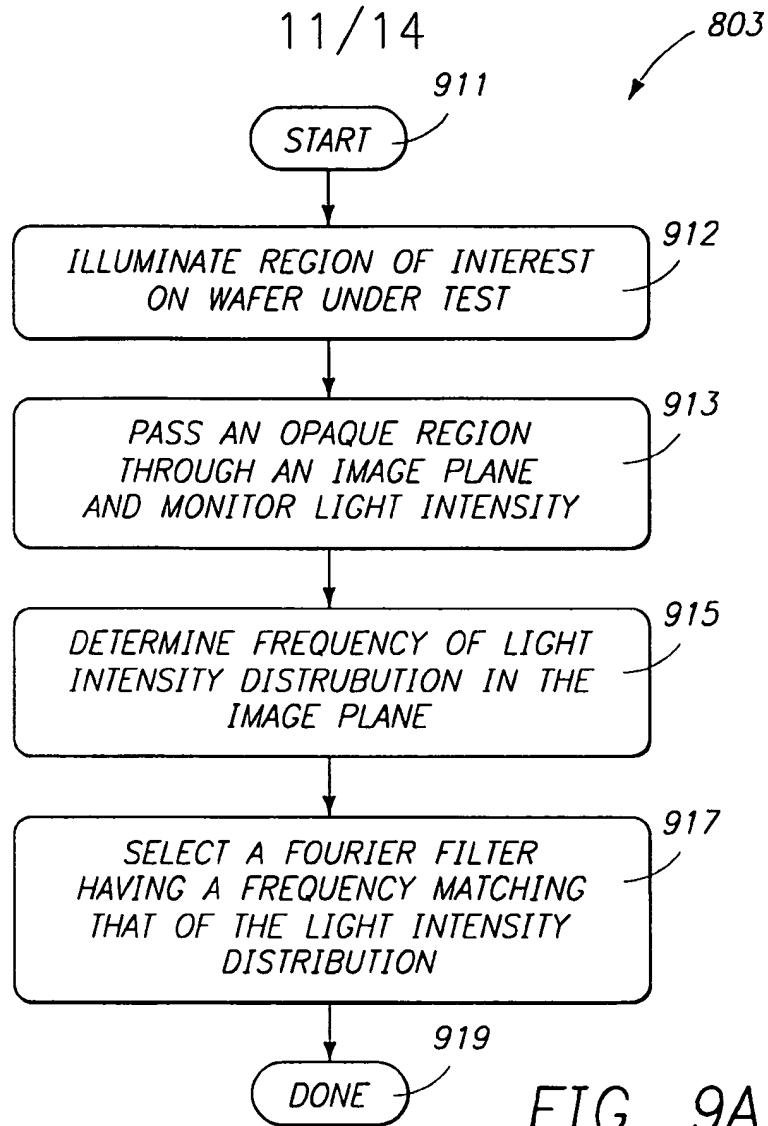 11/14
803
911
START
912
ILLUMINATE REGION OF INTEREST
ON WAFER UNDER TEST
913
PASS AN OPAQUE REGION
THROUGH AN IMAGE PLANE
AND MONITOR LIGHT INTENSITY
915
DETERMINE FREQUENCY OF LIGHT
INTENSITY DISTRUBUTION IN THE
IMAGE PLANE
917
SELECT A FOURIER FILTER
HAVING A FREQUENCY MATCHING
THAT OF THE LIGHT INTENSITY
DISTRIBUTION
919
DONE
FIG. 9A